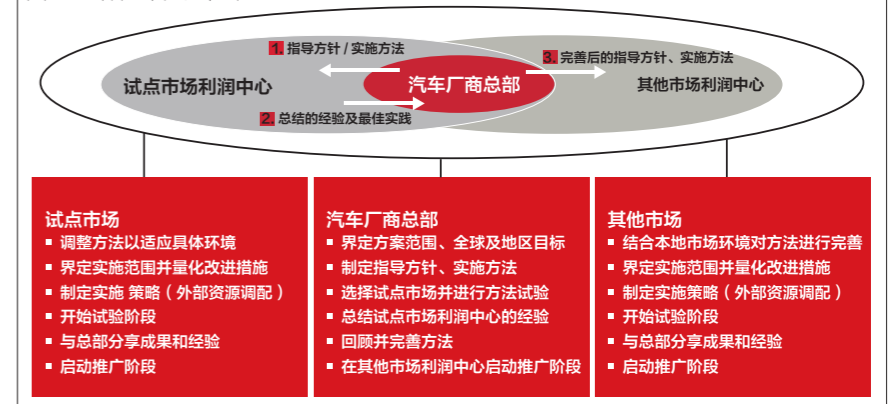 1. 指导方针 / 实施方法
3. 完善后的指导方针、实施方法
试点市场利润中心
汽车厂商总部
其他市场利润中心
2. 总结的经验及最佳实践
试点市场
▪ 调整方法以适应具体环境
▪ 界定实施范围并量化改进措施
▪ 制定实施 策略（外部资源调配）
▪ 开始试验阶段
▪ 与总部分享成果和经验
▪ 启动推广阶段
汽车厂商总部
▪ 界定方案范围、全球及地区目标
▪ 制定指导方针、实施方法
▪ 选择试点市场并进行方法试验
▪ 总结试点市场利润中心的经验
▪ 回顾并完善方法
▪ 在其他市场利润中心启动推广阶段
其他市场
▪ 结合本地市场环境对方法进行完善
▪ 界定实施范围并量化改进措施
▪ 制定实施策略（外部资源调配）
▪ 开始试验阶段
▪ 与总部分享成果和经验
▪ 启动推广阶段